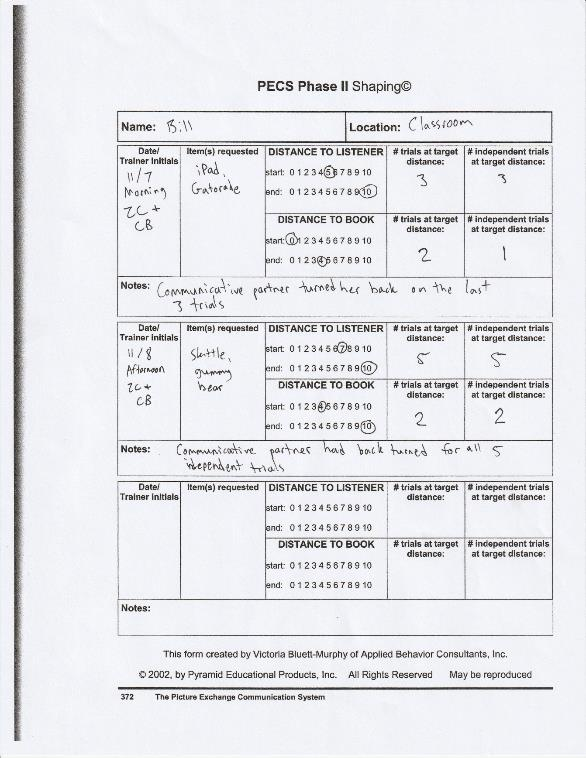 PECS Phase II Shaping©
Name: Bill Location: Classroom
Date/ Trainer Initials Item(s) requested DISTANCE TO LISTENER # trials at target distance: # independent trials at target distance:
11/7 Morning ZC + CB iPad, Gatorade start: 0 1 2 3 4 5 6 7 8 9 10 3 3
end: 0 1 2 3 4 5 6 7 8 9 10
DISTANCE TO BOOK # trials at target distance: # independent trials at target distance:
start: 0 1 2 3 4 5 6 7 8 9 10 2 1
end: 0 1 2 3 4 5 6 7 8 9 10
Notes: Communicative partner turned her back on the last
3 trials
Date/ Trainer Initials Item(s) requested DISTANCE TO LISTENER # trials at target distance: # independent trials at target distance:
11/8 Afternoon ZC + CB Skittle, gummy bear start: 0 1 2 3 4 5 6 7 8 9 10 5 5
end: 0 1 2 3 4 5 6 7 8 9 10
DISTANCE TO BOOK # trials at target distance: # independent trials at target distance:
start: 0 1 2 3 4 5 6 7 8 9 10 2 2
end: 0 1 2 3 4 5 6 7 8 9 10
Notes: Communicative partner had back turned for all 5
independent trials
Date/ Trainer Initials Item(s) requested DISTANCE TO LISTENER # trials at target distance: # independent trials at target distance:
start: 0 1 2 3 4 5 6 7 8 9 10
end: 0 1 2 3 4 5 6 7 8 9 10
DISTANCE TO BOOK # trials at target distance: # independent trials at target distance:
start: 0 1 2 3 4 5 6 7 8 9 10
end: 0 1 2 3 4 5 6 7 8 9 10
Notes:
This form created by Victoria Bluett-Murphy of Applied Behavior Consultants, Inc.
© 2002, by Pyramid Educational Products, Inc. All Rights Reserved May be reproduced
372 The Picture Exchange Communication System